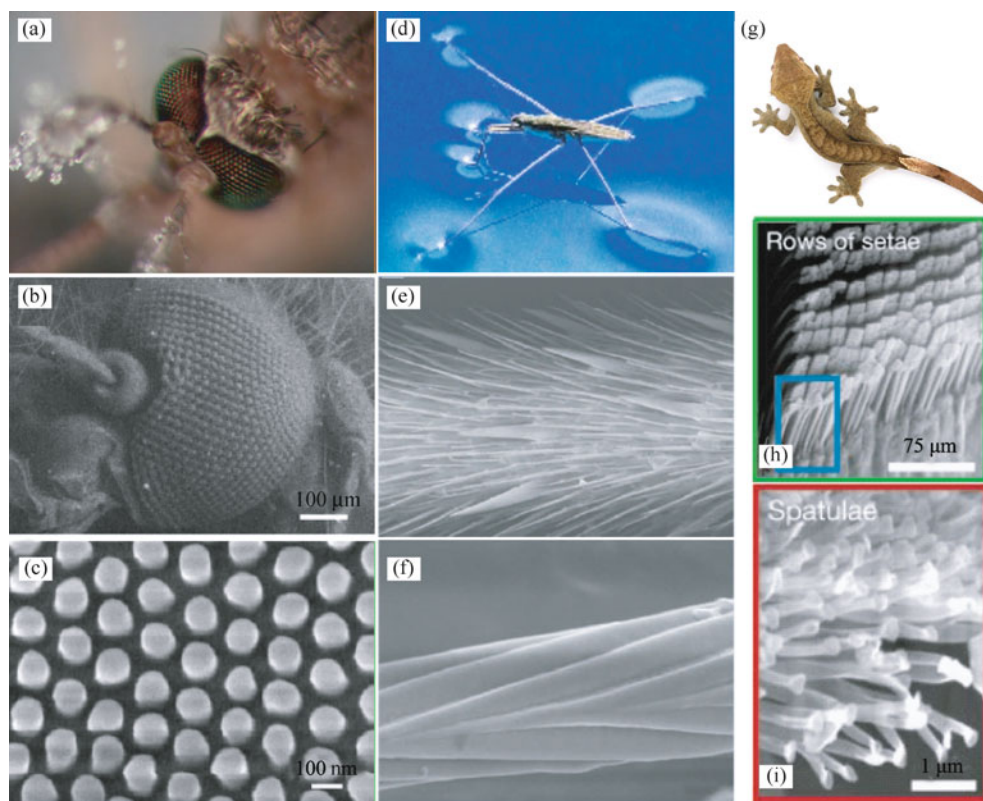 (a)
(b)
100 μm
(c)
100 nm
(d)
(e)
(f)
(g)
Rows of setae
75 μm
(h)
Spatulae
1 μm
(i)